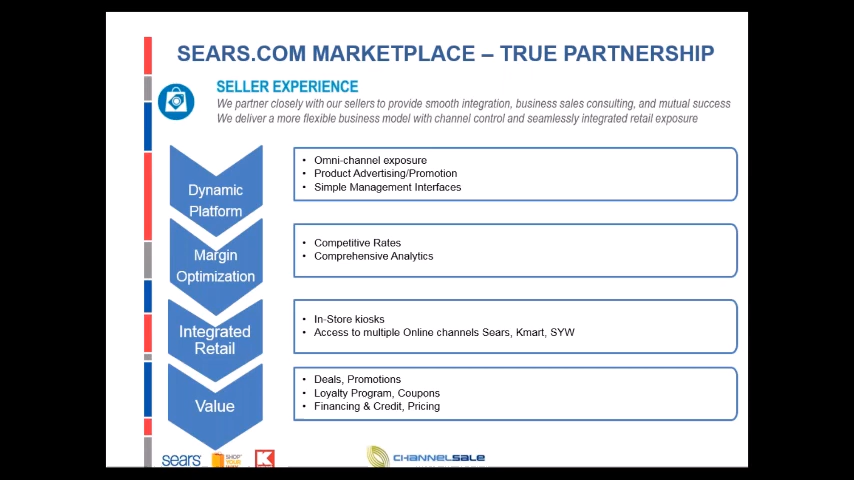 SEARS.COM MARKETPLACE – TRUE PARTNERSHIP
SELLER EXPERIENCE
We partner closely with our sellers to provide smooth integration, business sales consulting, and mutual success
We deliver a more flexible business model with channel control and seamlessly integrated retail exposure
Dynamic
Platform
• Omni-channel exposure
• Product Advertising/Promotion
• Simple Management Interfaces
Margin
Optimization
• Competitive Rates
• Comprehensive Analytics
Integrated
Retail
• In-Store kiosks
• Access to multiple Online channels Sears, Kmart, SYW
Value
• Deals, Promotions
• Loyalty Program, Coupons
• Financing & Credit, Pricing
sears
SHOP
YOUR
CHANNELSALE